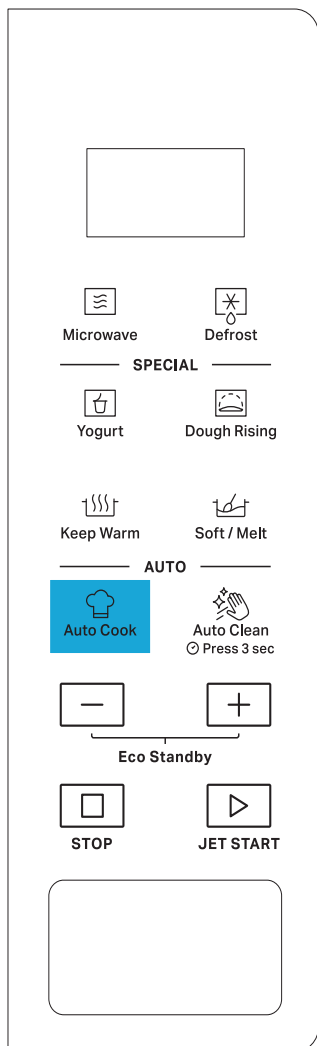 Microwave Defrost
SPECIAL
Yogurt Dough Rising
Keep Warm Soft / Melt
AUTO
Auto Cook Auto Clean
Press 3 sec
Eco Standby
STOP JET START